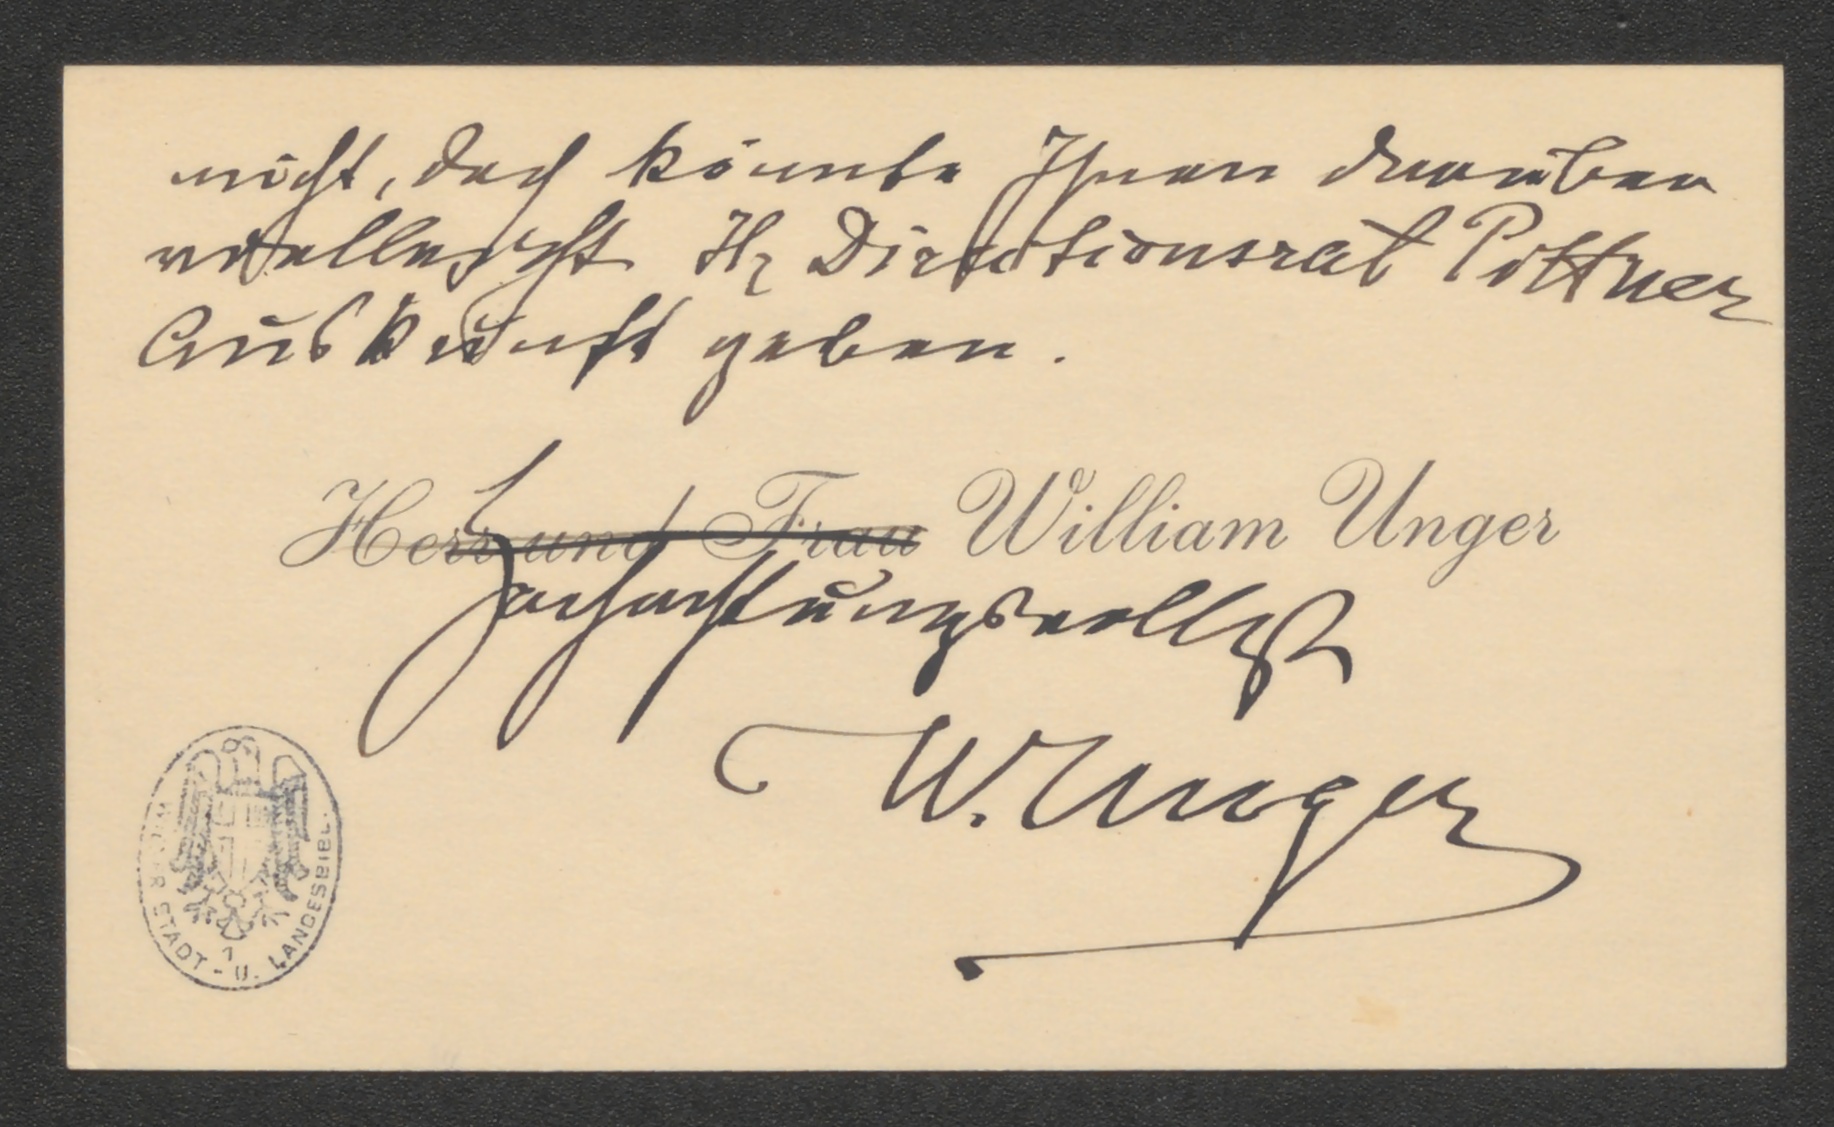 nicht, doch könnte Ihnen darüber
vielleicht Hr Directionsrat Pottner
Auskunft geben.
Herr und Frau William Unger
Hochachtungsvollst
W. Unger
WIENER STADT - U. LANDESBIBL.